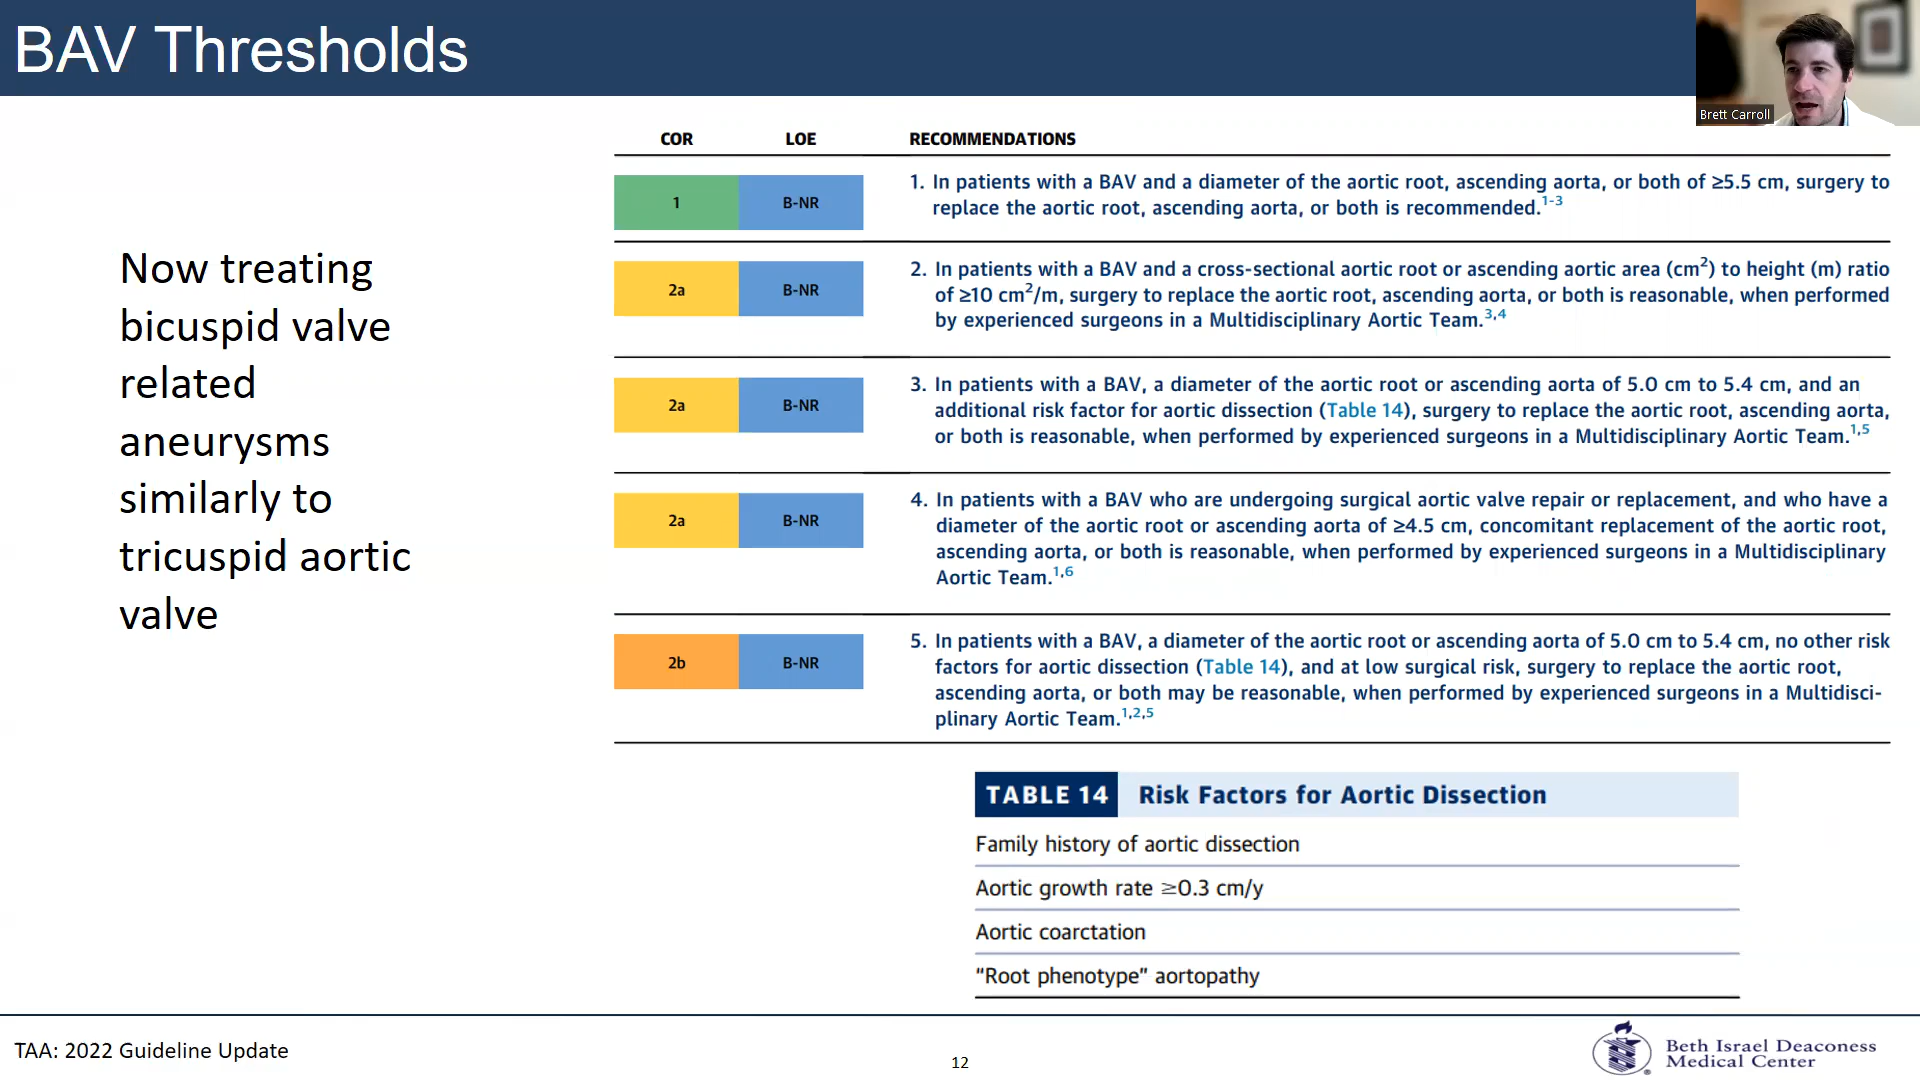 BAV Thresholds
Brett Carroll
Now treating
bicuspid valve
related
aneurysms
similarly to
tricuspid aortic
valve
COR LOE RECOMMENDATIONS
1 B-NR 1. In patients with a BAV and a diameter of the aortic root, ascending aorta, or both of ≥5.5 cm, surgery to
replace the aortic root, ascending aorta, or both is recommended.1-3
2a B-NR 2. In patients with a BAV and a cross-sectional aortic root or ascending aortic area (cm2) to height (m) ratio
of ≥10 cm2/m, surgery to replace the aortic root, ascending aorta, or both is reasonable, when performed
by experienced surgeons in a Multidisciplinary Aortic Team.3,4
2a B-NR 3. In patients with a BAV, a diameter of the aortic root or ascending aorta of 5.0 cm to 5.4 cm, and an
additional risk factor for aortic dissection (Table 14), surgery to replace the aortic root, ascending aorta,
or both is reasonable, when performed by experienced surgeons in a Multidisciplinary Aortic Team.1,5
2a B-NR 4. In patients with a BAV who are undergoing surgical aortic valve repair or replacement, and who have a
diameter of the aortic root or ascending aorta of ≥4.5 cm, concomitant replacement of the aortic root,
ascending aorta, or both is reasonable, when performed by experienced surgeons in a Multidisciplinary
Aortic Team.1,6
2b B-NR 5. In patients with a BAV, a diameter of the aortic root or ascending aorta of 5.0 cm to 5.4 cm, no other risk
factors for aortic dissection (Table 14), and at low surgical risk, surgery to replace the aortic root,
ascending aorta, or both may be reasonable, when performed by experienced surgeons in a Multidisci-
plinary Aortic Team.1,2,5
TABLE 14 Risk Factors for Aortic Dissection
Family history of aortic dissection
Aortic growth rate ≥0.3 cm/y
Aortic coarctation
"Root phenotype" aortopathy
TAA: 2022 Guideline Update
12
Beth Israel Deaconess
Medical Center